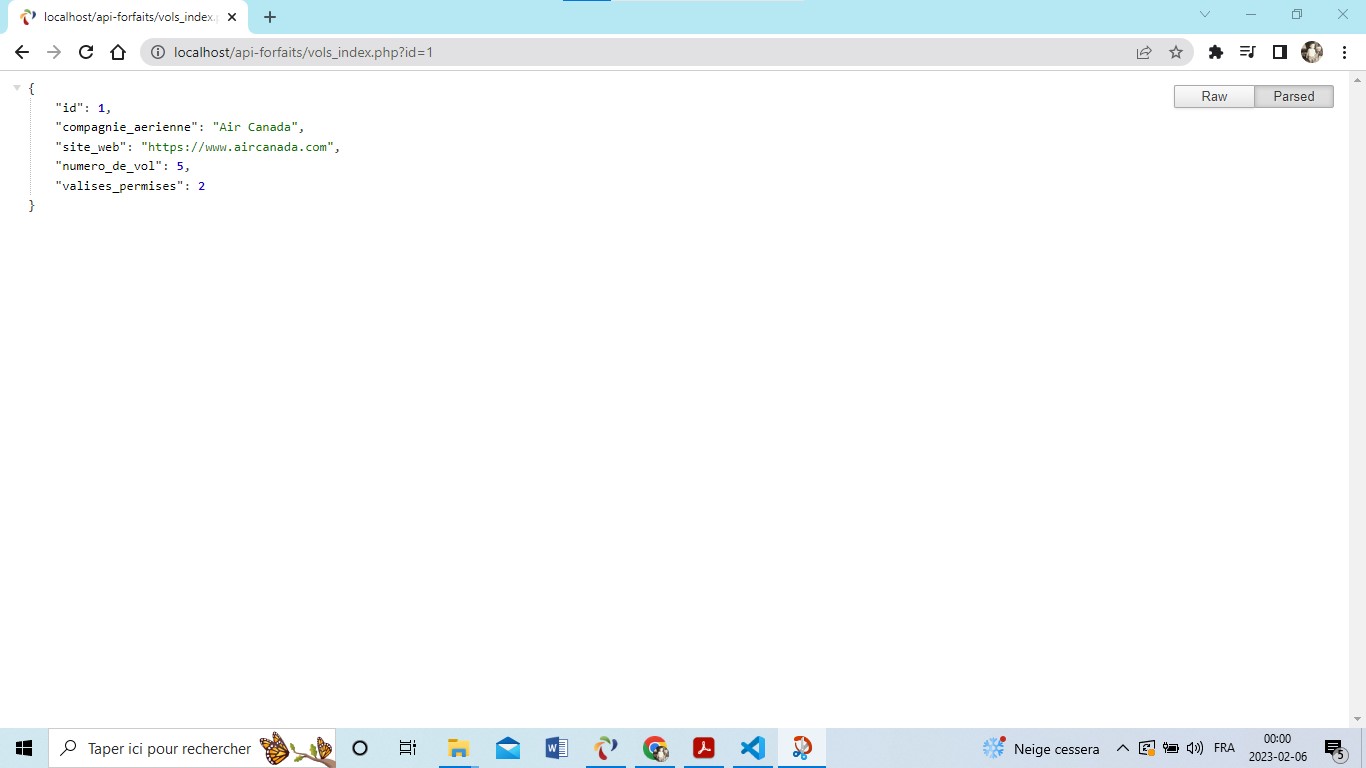 localhost/api-forfaits/vols_index.p
localhost/api-forfaits/vols_index.php?id=1
Raw Parsed
{
"id": 1,
"compagnie_aerienne": "Air Canada",
"site_web": "https://www.aircanada.com",
"numero_de_vol": 5,
"valises_permises": 2
}
Taper ici pour rechercher
Neige cessera
FRA
00:00
2023-02-06
5